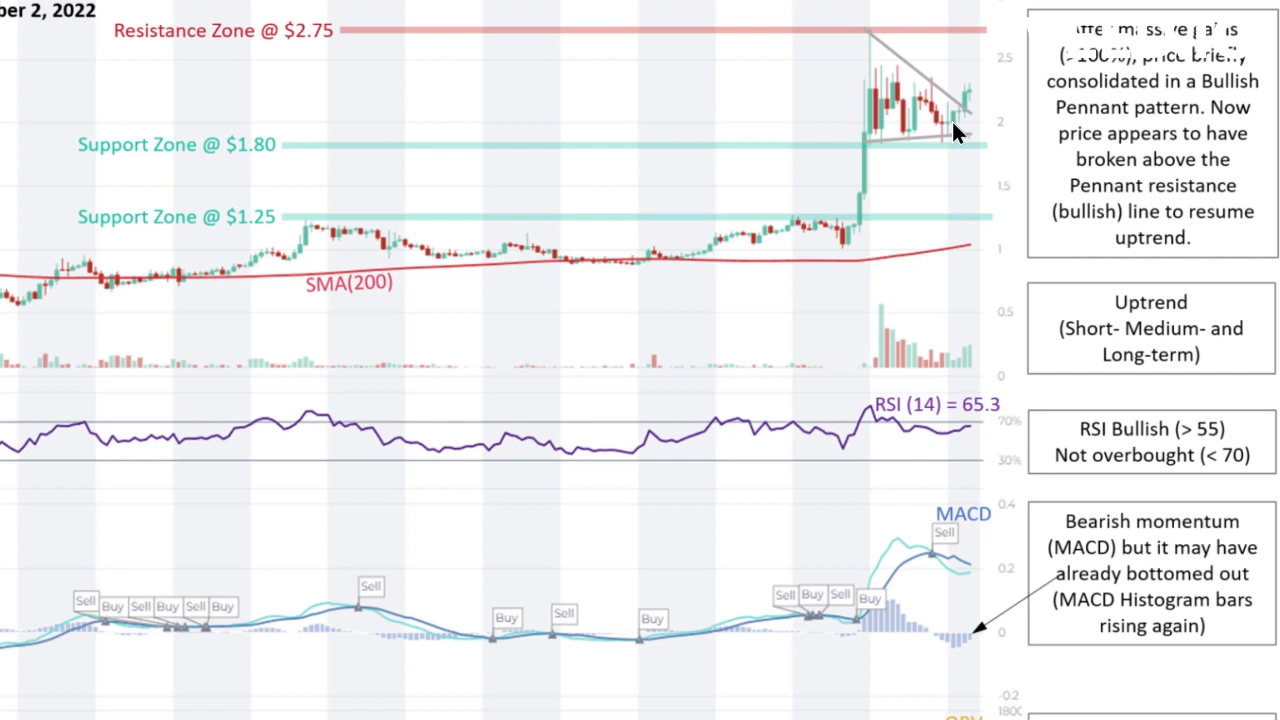 ber 2, 2022
Resistance Zone @ $2.75
Support Zone @ $1.80
Support Zone @ $1.25
SMA(200)
2.5
2
1.5
1
0.5
0
massive gains
(>100%), price briefly
consolidated in a Bullish
Pennant pattern. Now
price appears to have
broken above the
Pennant resistance
(bullish) line to resume
uptrend.
Uptrend
(Short- Medium- and
Long-term)
RSI (14) = 65.3
70%
30%
RSI Bullish (> 55)
Not overbought (< 70)
MACD
0.4
0.2
0
-0.2
Sell
Buy
Sell
Buy
Sell
Buy
Sell
Buy
Sell
Buy
Sell
Buy
Sell
Buy
Sell
Bearish momentum
(MACD) but it may have
already bottomed out
(MACD Histogram bars
rising again)